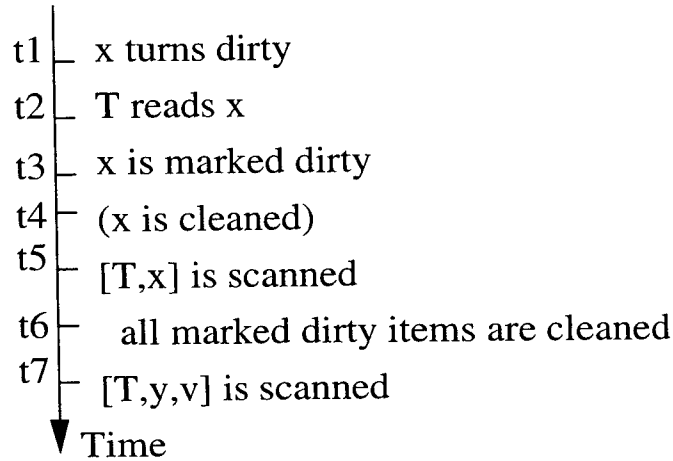 t1 x turns dirty
t2 T reads x
t3 x is marked dirty
t4 (x is cleaned)
t5 [T,x] is scanned
t6 all marked dirty items are cleaned
t7 [T,y,v] is scanned
Time